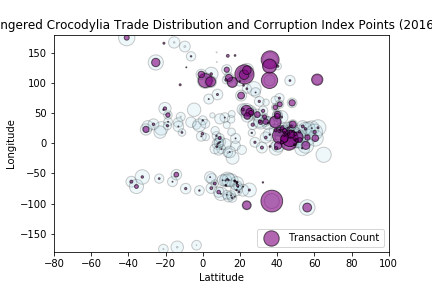 ngered Crocodylia Trade Distribution and Corruption Index Points (2016
150
100
50
0
−50
−100
−150
Longitude
−80 −60 −40 −20 0 20 40 60 80 100
Lattitude
Transaction Count